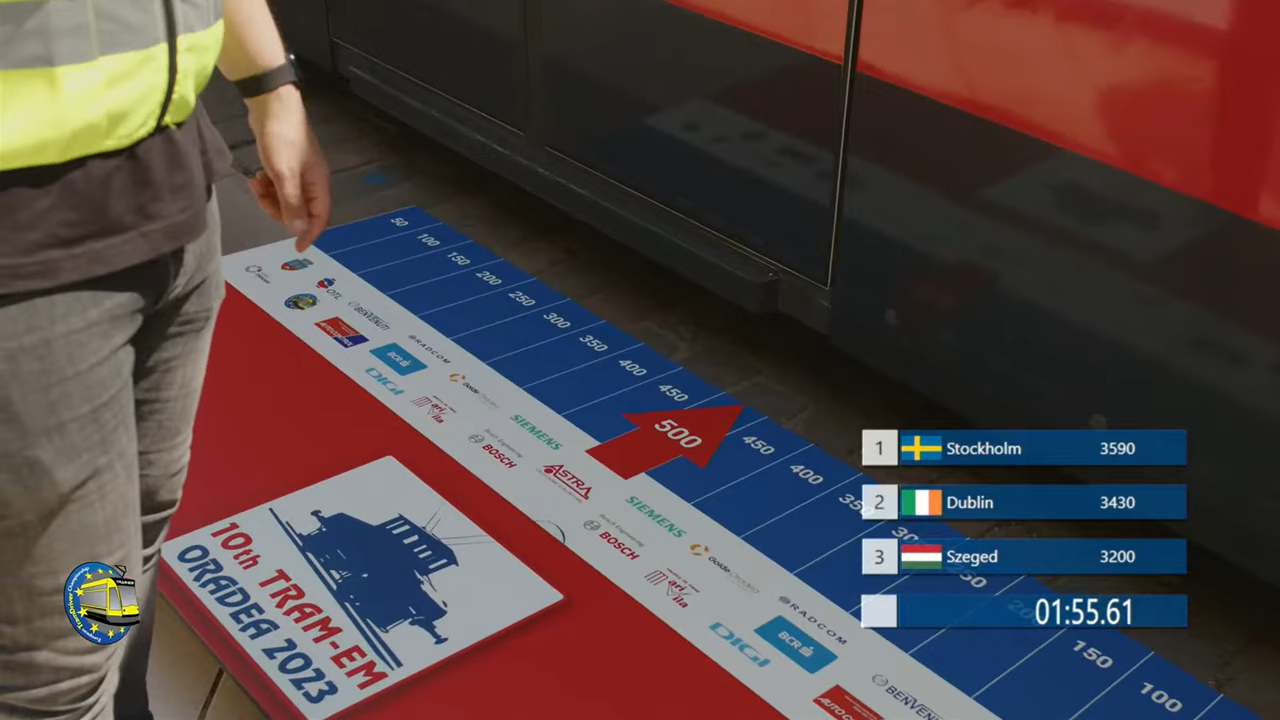 50
100
150
200
250
300
350
400
450
500
450
400
150
100
OTL
BENVENUTI
RADCOM
BCR
DIGI
SIEMENS
BOSCH
ASTRA
SIEMENS
BOSCH
RADCOM
BCR
DIGI
BENVEN
10th TRAM-EM
ORADEA 2023
1 Stockholm 3590
2 Dublin 3430
3 Szeged 3200
01:55.61